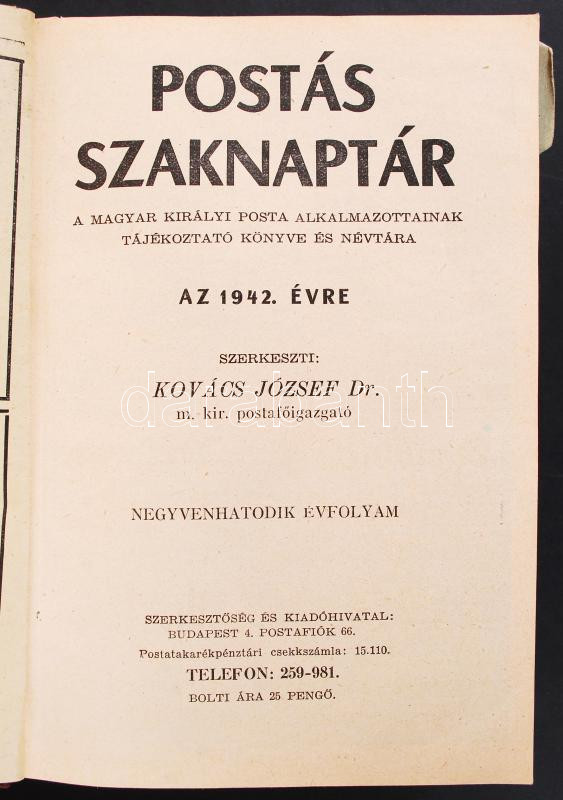 POSTÁS
SZAKNAPTÁR
A MAGYAR KIRÁLYI POSTA ALKALMAZOTTAINAK
TÁJÉKOZTATÓ KÖNYVE ÉS NÉVTÁRA
AZ 1942. ÉVRE
SZERKESZTI:
KOVÁCS JÓZSEF Dr.
darabanth
m. kir. postafőigazgató
NEGYVENHATODIK ÉVFOLYAM
SZERKESZTŐSÉG ÉS KIADÓHIVATAL:
BUDAPEST 4. POSTAFIÓK 66.
Postatakarékpénztári csekkszámla: 15.110.
TELEFON: 259-981.
BOLTI ÁRA 25 PENGŐ.